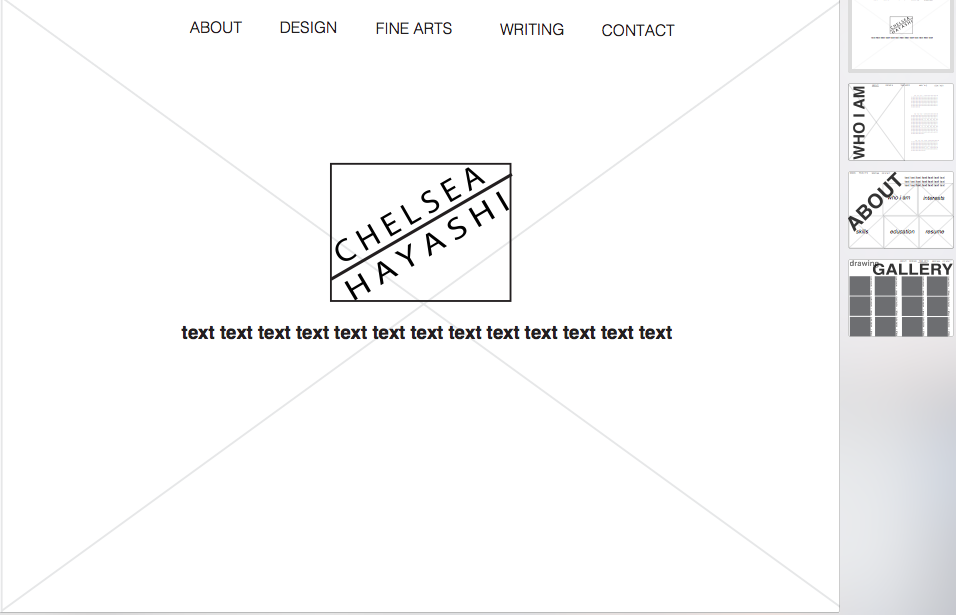 ABOUT DESIGN FINE ARTS WRITING CONTACT
CHELSEA
HAYASHI
text text text text text text text text text text text text text
WHO I AM
ABOUT
who i am interests
skills education resume
drawing
GALLERY